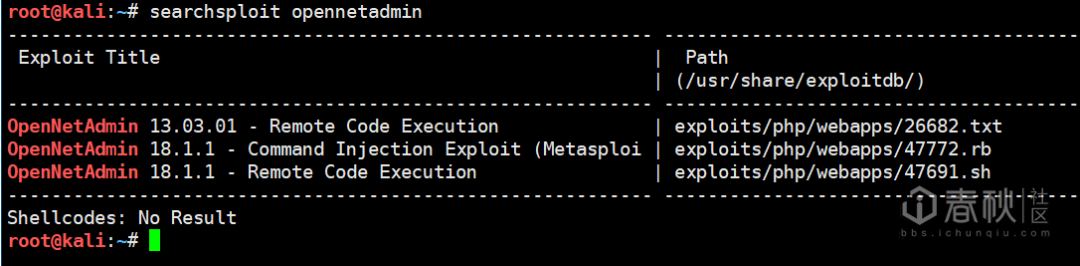 root@kali:~# searchsploit opennetadmin
---------------------------------------------------------- ----------------------------------------
Exploit Title | Path
| (/usr/share/exploitdb/)
---------------------------------------------------------- ----------------------------------------
OpenNetAdmin 13.03.01 - Remote Code Execution | exploits/php/webapps/26682.txt
OpenNetAdmin 18.1.1 - Command Injection Exploit (Metasploi | exploits/php/webapps/47772.rb
OpenNetAdmin 18.1.1 - Remote Code Execution | exploits/php/webapps/47691.sh
---------------------------------------------------------- ----------------------------------------
Shellcodes: No Result
root@kali:~#
春秋 社区
bbs.ichunqiu.com